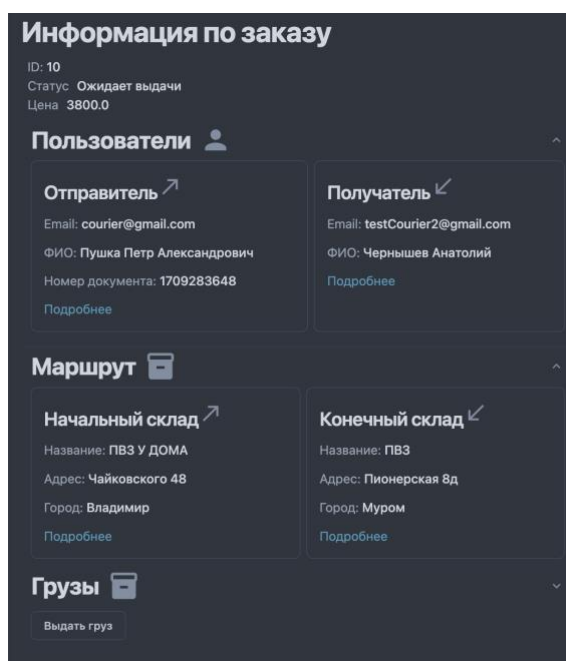 Информация по заказу
ID: 10
Статус Ожидает выдачи
Цена 3800.0
Пользователи
Отправитель
Email: courier@gmail.com
ФИО: Пушка Петр Александрович
Номер документа: 1709283648
Подробнее
Получатель
Email: testCourier2@gmail.com
ФИО: Чернышев Анатолий
Подробнее
Маршрут
Начальный склад
Название: ПВЗ У ДОМА
Адрес: Чайковского 48
Город: Владимир
Подробнее
Конечный склад
Название: ПВЗ
Адрес: Пионерская 8д
Город: Муром
Подробнее
Грузы
Выдать груз